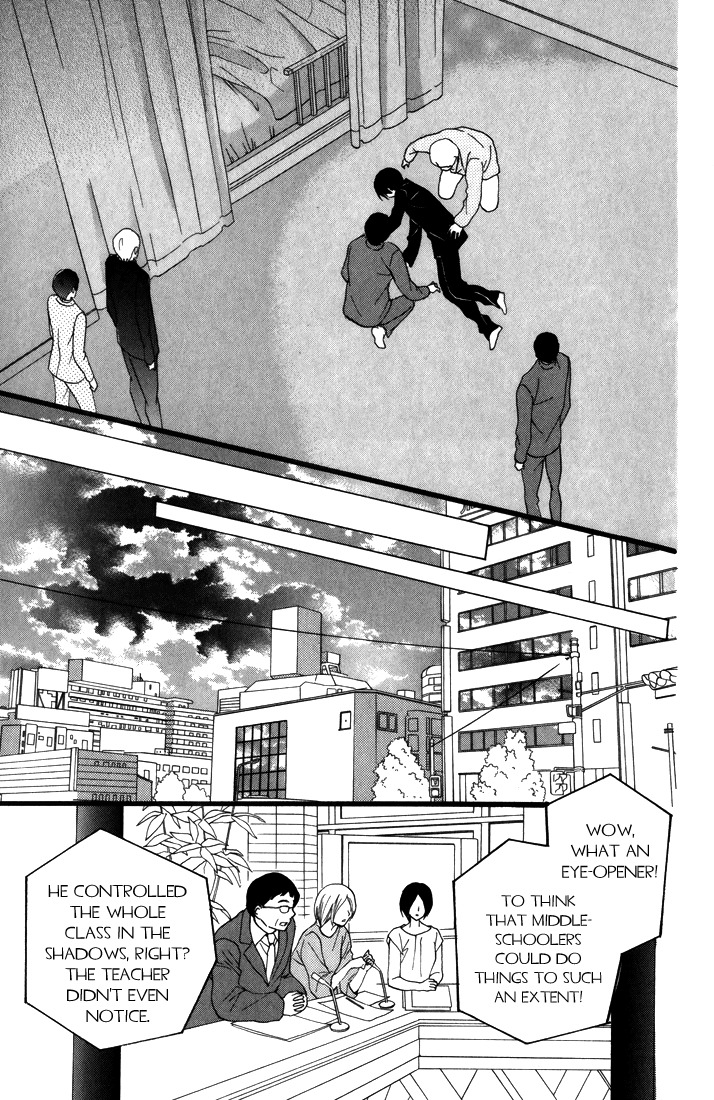 WOW,
WHAT AN
EYE-OPENER!
TO THINK
THAT MIDDLE-
SCHOOLERS
COULD DO
THINGS TO SUCH
AN EXTENT!
HE CONTROLLED
THE WHOLE
CLASS IN THE
SHADOWS, RIGHT?
THE TEACHER
DIDN'T EVEN
NOTICE.